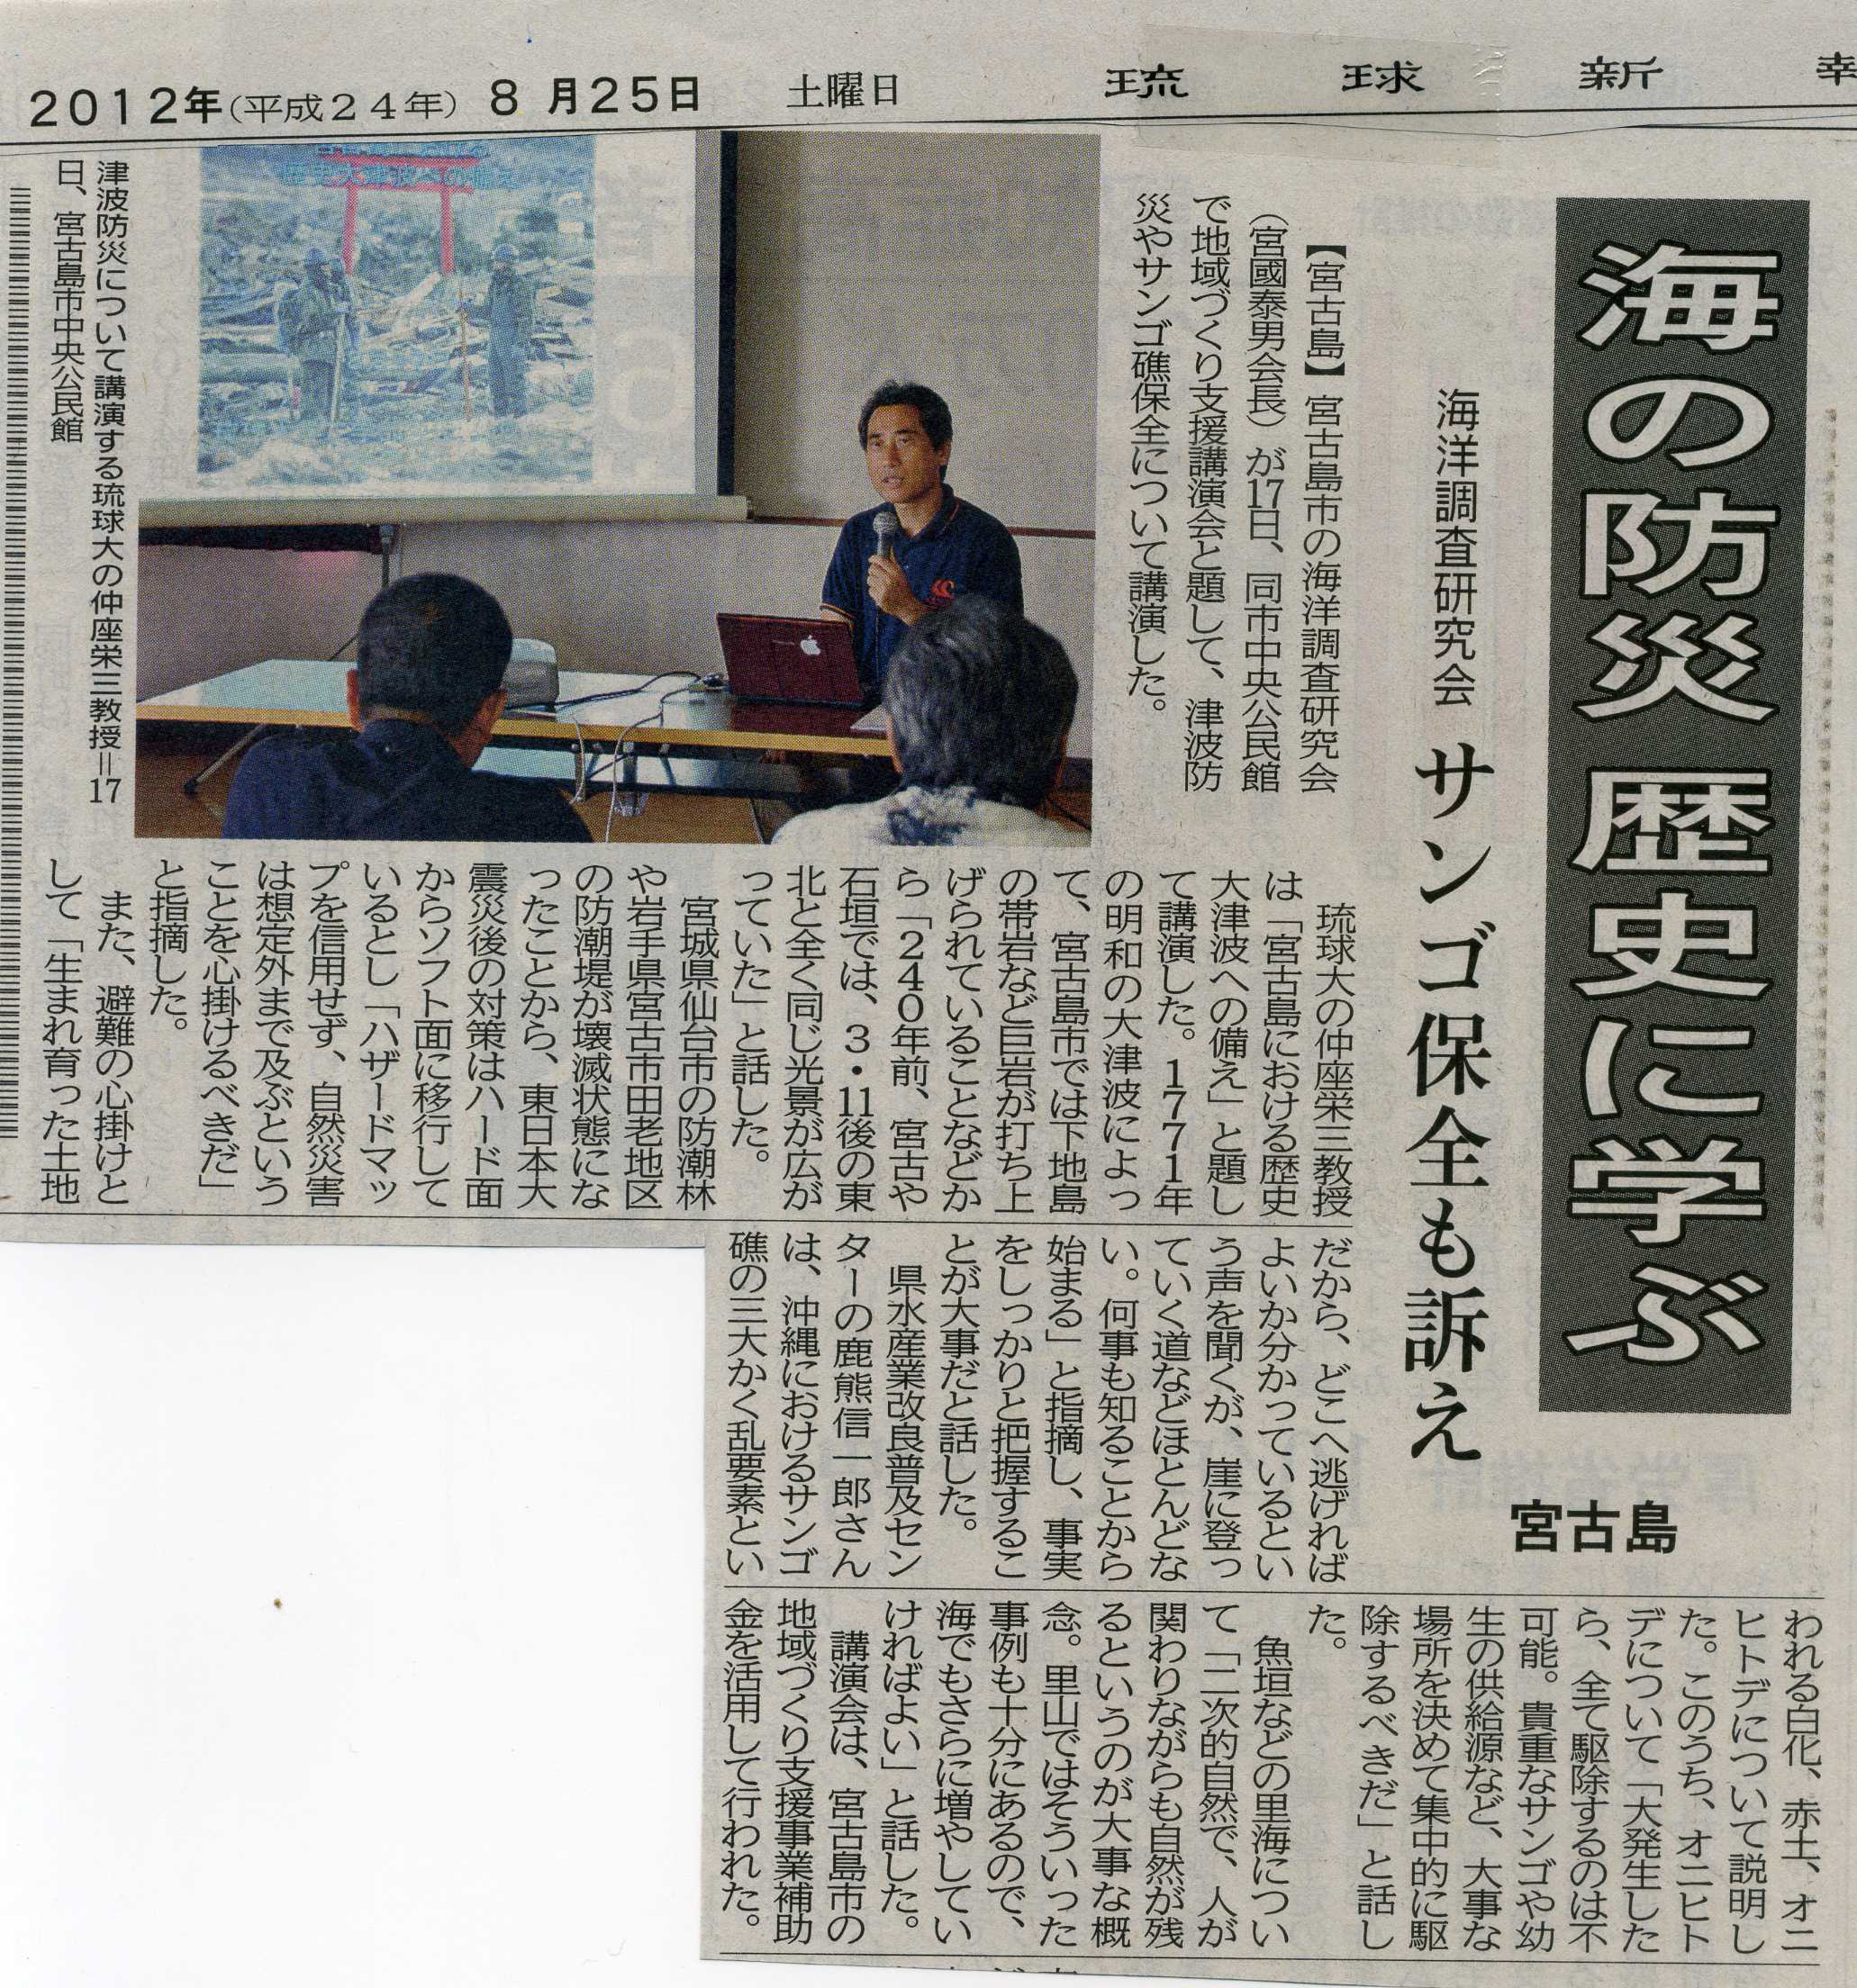 2012年(平成24年) 8月25日 土曜日
琉球新
海の防災 歴史に学ぶ
海洋調査研究会 サンゴ保全も訴え
宮古島
【宮古島】宮古島市の海洋調査研究会
（宮國泰男会長）が17日、同市中央公民館
で地域づくり支援講演会と題して、津波防
災やサンゴ礁保全について講演した。
歴史大津波への備え
津波防災について講演する琉球大の仲座栄三教授＝17
日、宮古島市中央公民館
琉球大の仲座栄三教授
は「宮古島における歴史
大津波への備え」と題し
て講演した。1771年
の明和の大津波によっ
て、宮古島市では下地島
の帯岩など巨岩が打ち上
げられていることなどか
ら「240年前、宮古や
石垣では、3・11後の東
北と全く同じ光景が広が
っていた」と話した。
宮城県仙台市の防潮林
や岩手県宮古市田老地区
の防潮堤が壊滅状態にな
ったことから、東日本大
震災後の対策はハード面
からソフト面に移行して
いるとし「ハザードマッ
プを信用せず、自然災害
は想定外まで及ぶという
ことを心掛けるべきだ」
と指摘した。
また、避難の心掛けと
して「生まれ育った土地
だから、どこへ逃げれば
よいか分かっているとい
う声を聞くが、崖に登っ
ていく道などほとんどな
い。何事も知ることから
始まる」と指摘し、事実
をしっかりと把握するこ
とが大事だと話した。
県水産業改良普及セン
ターの鹿熊信一郎さん
は、沖縄におけるサンゴ
礁の三大かく乱要素とい
われる白化、赤土、オニ
ヒトデについて説明し
た。このうち、オニヒト
デについて「大発生した
ら、全て駆除するのは不
可能。貴重なサンゴや幼
生の供給源など、大事な
場所を決めて集中的に駆
除するべきだ」と話し
た。
魚垣などの里海につい
て「二次的自然で、人が
関わりながらも自然が残
るというのが大事な概
念。里山ではそういった
事例も十分にあるので、
海でもさらに増やしてい
ければよい」と話した。
講演会は、宮古島市の
地域づくり支援事業補助
金を活用して行われた。